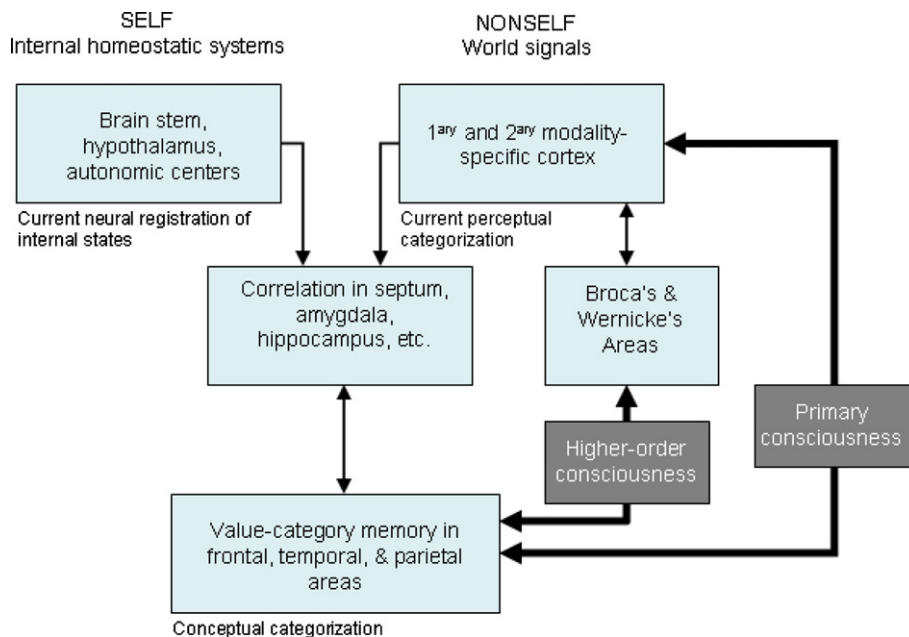 SELF
Internal homeostatic systems
NONSELF
World signals
Brain stem,
hypothalamus,
autonomic centers
1ary and 2ary modality-
specific cortex
Current neural registration of
internal states
Current perceptual
categorization
Correlation in septum,
amygdala,
hippocampus, etc.
Broca's &
Wernicke's
Areas
Primary
consciousness
Higher-order
consciousness
Value-category memory in
frontal, temporal, & parietal
areas
Conceptual categorization